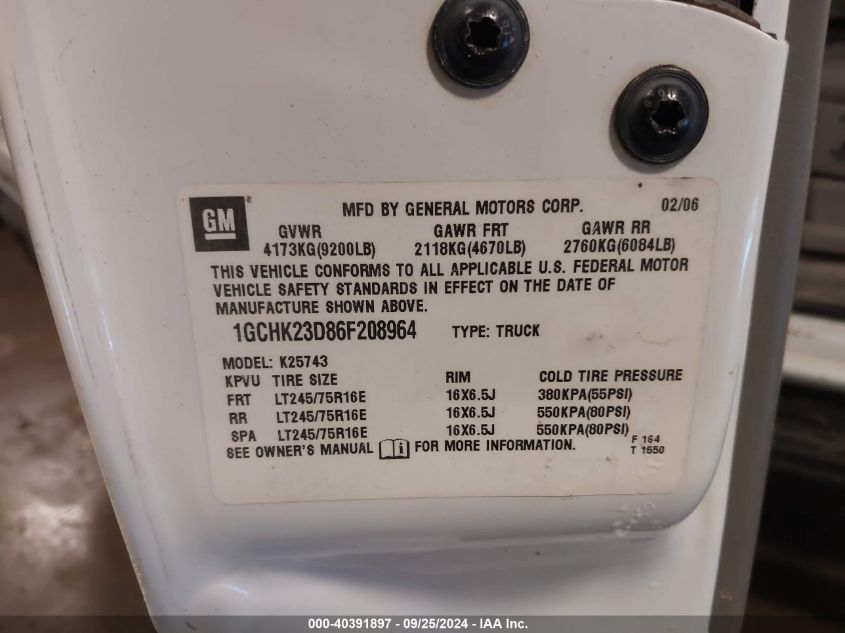 GM ® MFD BY GENERAL MOTORS CORP. 02/06
GVWR GAWR FRT GAWR RR
4173KG(9200LB) 2118KG(4670LB) 2760KG(6084LB)
THIS VEHICLE CONFORMS TO ALL APPLICABLE U.S. FEDERAL MOTOR
VEHICLE SAFETY STANDARDS IN EFFECT ON THE DATE OF
MANUFACTURE SHOWN ABOVE.
1GCHK23D86F208964 TYPE: TRUCK
MODEL: K25743
KPVU TIRE SIZE RIM COLD TIRE PRESSURE
FRT LT245/75R16E 16X6.5J 380KPA(55PSI)
RR LT245/75R16E 16X6.5J 550KPA(80PSI)
SPA LT245/75R16E 16X6.5J 550KPA(80PSI)
SEE OWNER'S MANUAL i FOR MORE INFORMATION. F 164
T 1550
000-40391897 / 09/25/2024 - IAA Inc.